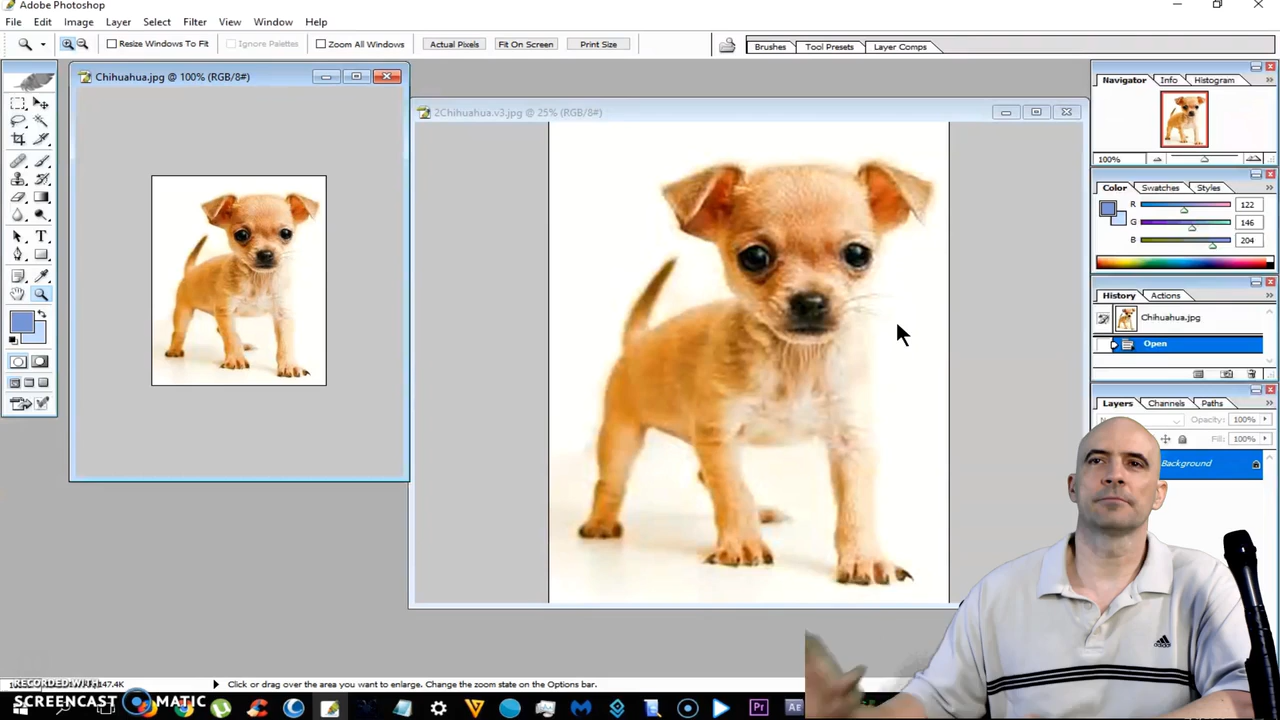 Adobe Photoshop
File Edit Image Layer Select Filter View Window Help
Resize Windows To Fit Ignore Palettes Zoom All Windows Actual Pixels Fit On Screen Print Size Brushes Tool Presets Layer Comps
Chihuahua.jpg @ 100% (RGB/8#)
2Chihuahua.v3.jpg @ 25% (RGB/8#)
Navigator Info Histogram
100%
Color Swatches Styles
R 122
G 146
B 204
History Actions
Chihuahua.jpg
Open
Layers Channels Paths
Opacity: 100%
Fill: 100%
Background
T
Click or drag over the area you want to enlarge. Change the zoom state on the Options bar.
RECORDED WITH
SCREENCAST MATIC
Pr Ae
adidas